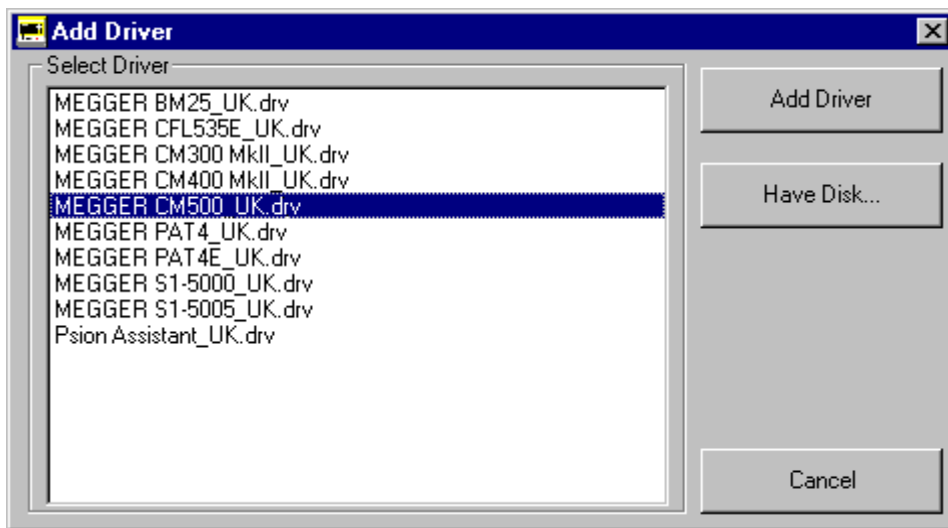 Add Driver
Select Driver
MEGGER BM25_UK.drv
MEGGER CFL535E_UK.drv
MEGGER CM300 MkII_UK.drv
MEGGER CM400 MkII_UK.drv
MEGGER CM500_UK.drv
MEGGER PAT4_UK.drv
MEGGER PAT4E_UK.drv
MEGGER S1-5000_UK.drv
MEGGER S1-5005_UK.drv
Psion Assistant_UK.drv
Add Driver
Have Disk...
Cancel